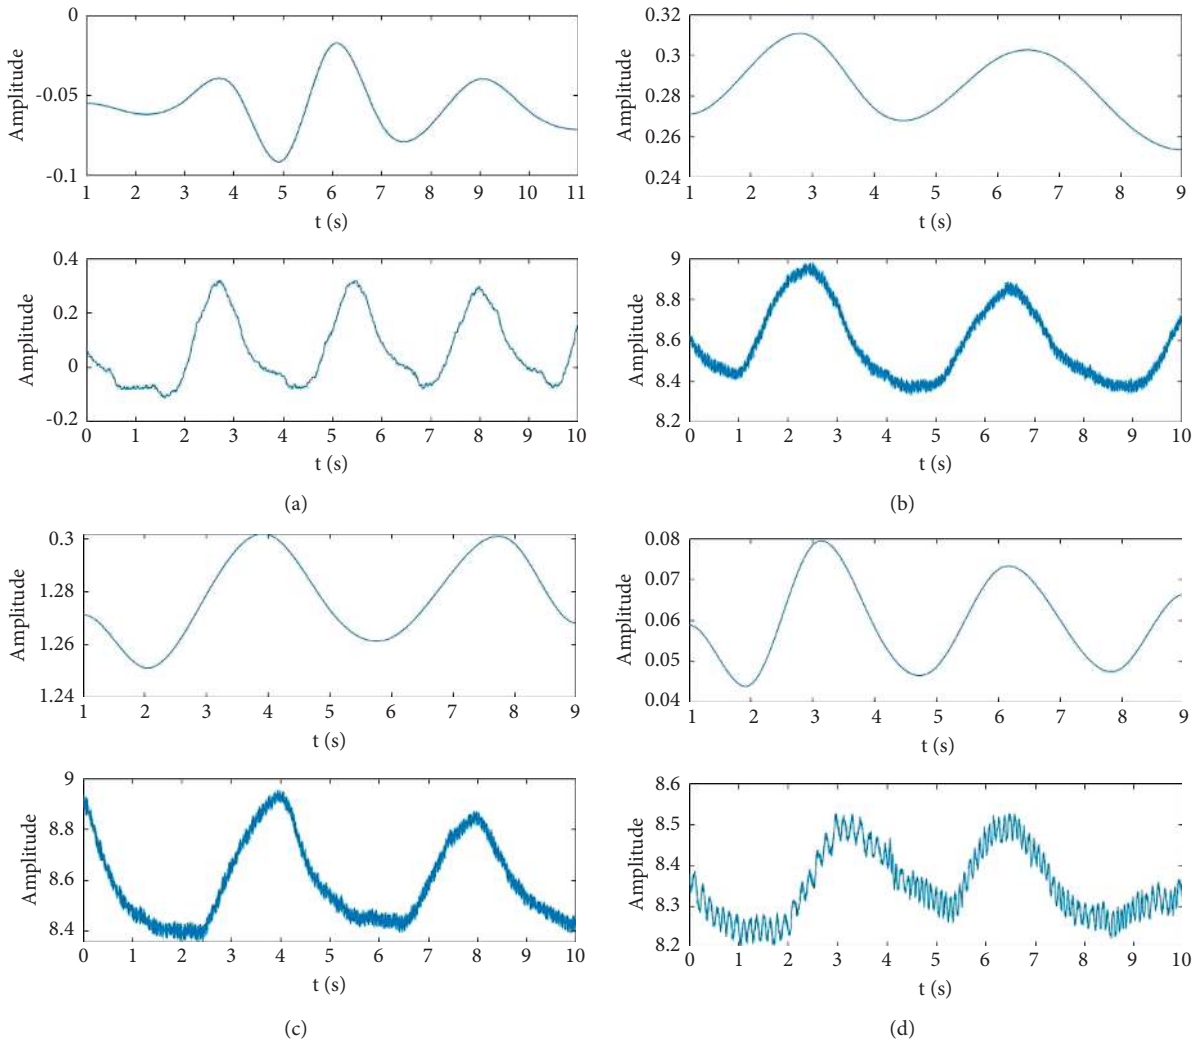 0
-0.05
-0.1
Amplitude
1 2 3 4 5 6 7 8 9 10 11
t (s)
0.4
0.2
0
-0.2
Amplitude
0 1 2 3 4 5 6 7 8 9 10
t (s)
(a)
0.32
0.3
0.28
0.26
0.24
Amplitude
1 2 3 4 5 6 7 8 9
t (s)
9
8.8
8.6
8.4
8.2
Amplitude
0 1 2 3 4 5 6 7 8 9 10
t (s)
(b)
0.3
1.28
1.26
1.24
Amplitude
1 2 3 4 5 6 7 8 9
t (s)
9
8.8
8.6
8.4
Amplitude
0 1 2 3 4 5 6 7 8 9 10
t (s)
(c)
0.08
0.07
0.06
0.05
0.04
Amplitude
1 2 3 4 5 6 7 8 9
t (s)
8.6
8.5
8.4
8.3
8.2
Amplitude
0 1 2 3 4 5 6 7 8 9 10
t (s)
(d)